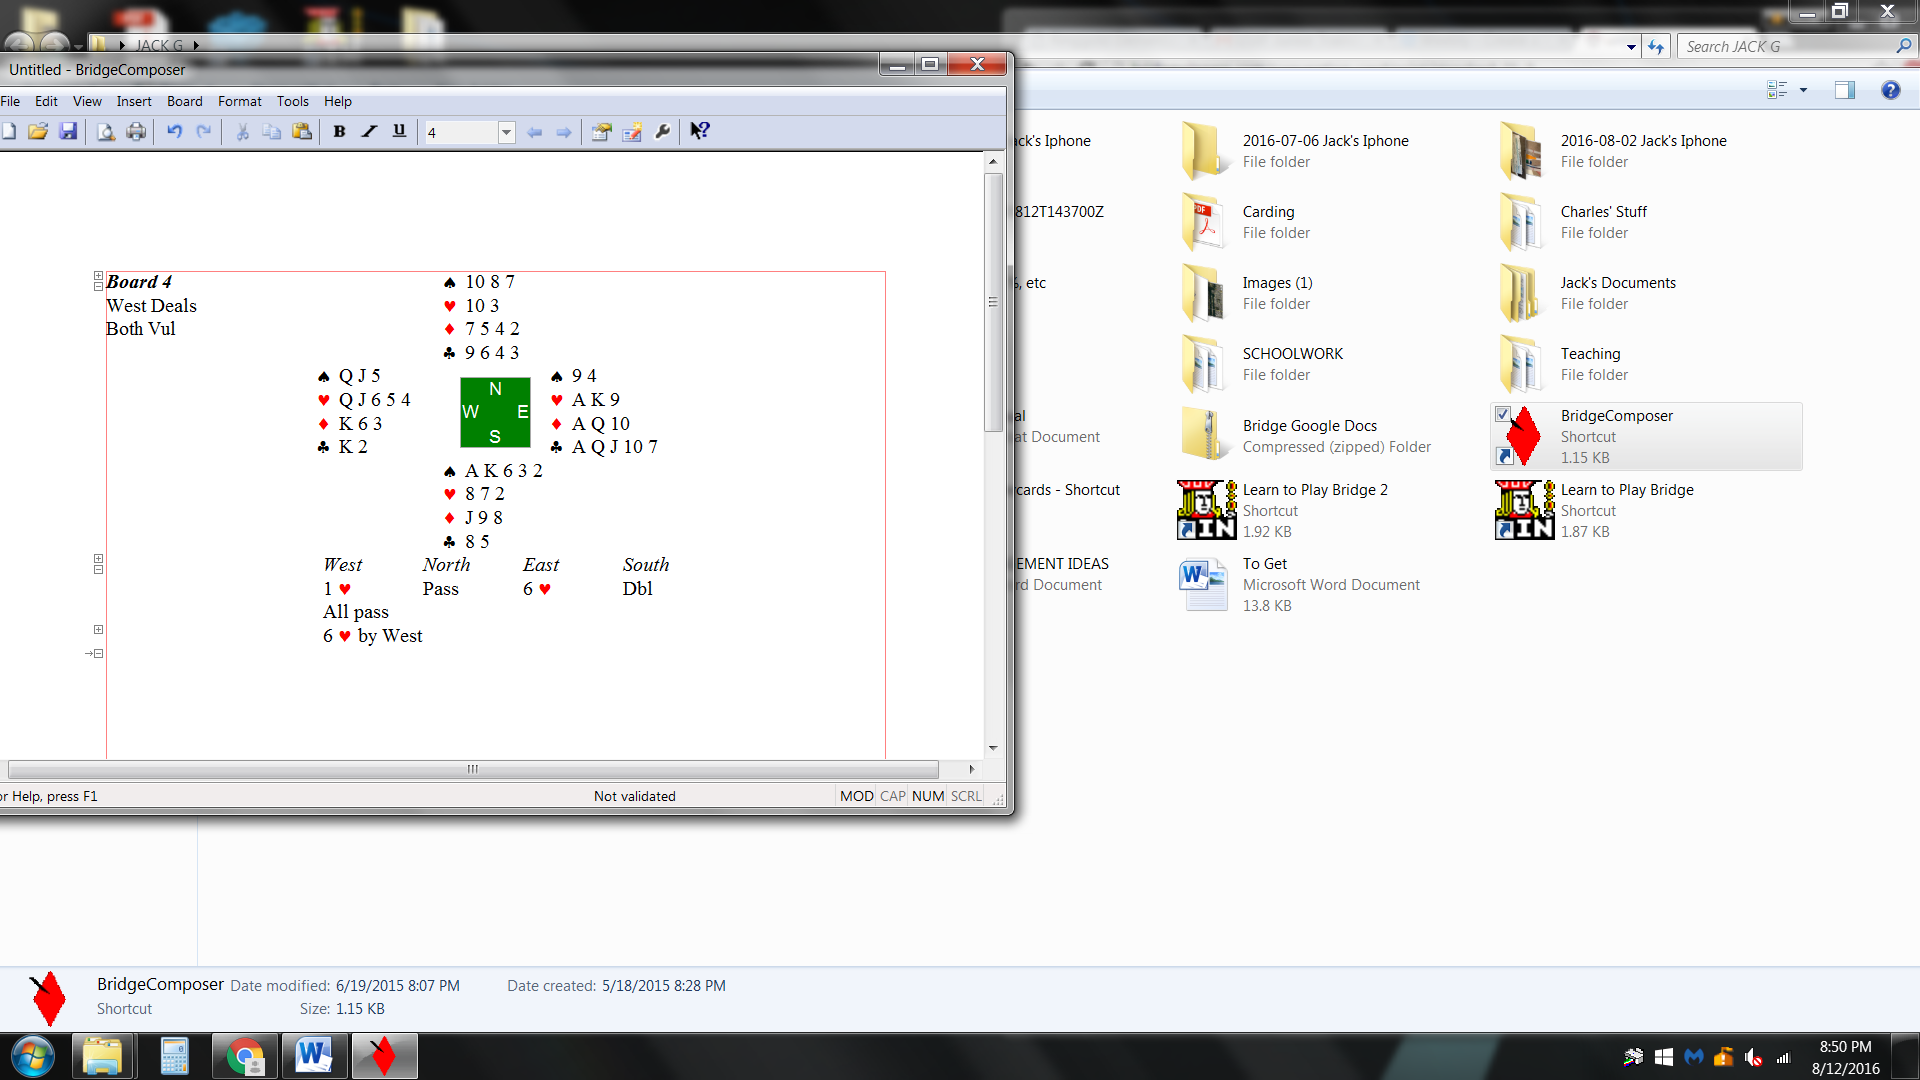 JACK G
Search JACK G
Untitled - BridgeComposer
File Edit View Insert Board Format Tools Help
B I U 4
Board 4
West Deals
Both Vul
♠ 10 8 7
♥ 10 3
♦ 7 5 4 2
♣ 9 6 4 3
♠ Q J 5
♥ Q J 6 5 4
♦ K 6 3
♣ K 2
N
W E
S
♠ 9 4
♥ A K 9
♦ A Q 10
♣ A Q J 10 7
♠ A K 6 3 2
♥ 8 7 2
♦ J 9 8
♣ 8 5
West North East South
1 ♥ Pass 6 ♥ Dbl
All pass
6 ♥ by West
or Help, press F1 Not validated MOD CAP NUM SCRL
ack's Iphone
812T143700Z
, etc
al
at Document
cards - Shortcut
EMENT IDEAS
rd Document
2016-07-06 Jack's Iphone
File folder
Carding
File folder
Images (1)
File folder
SCHOOLWORK
File folder
Bridge Google Docs
Compressed (zipped) Folder
Learn to Play Bridge 2
Shortcut
1.92 KB
To Get
Microsoft Word Document
13.8 KB
2016-08-02 Jack's Iphone
File folder
Charles' Stuff
File folder
Jack's Documents
File folder
Teaching
File folder
BridgeComposer
Shortcut
1.15 KB
Learn to Play Bridge
Shortcut
1.87 KB
BridgeComposer Date modified: 6/19/2015 8:07 PM Date created: 5/18/2015 8:28 PM
Shortcut Size: 1.15 KB
8:50 PM
8/12/2016